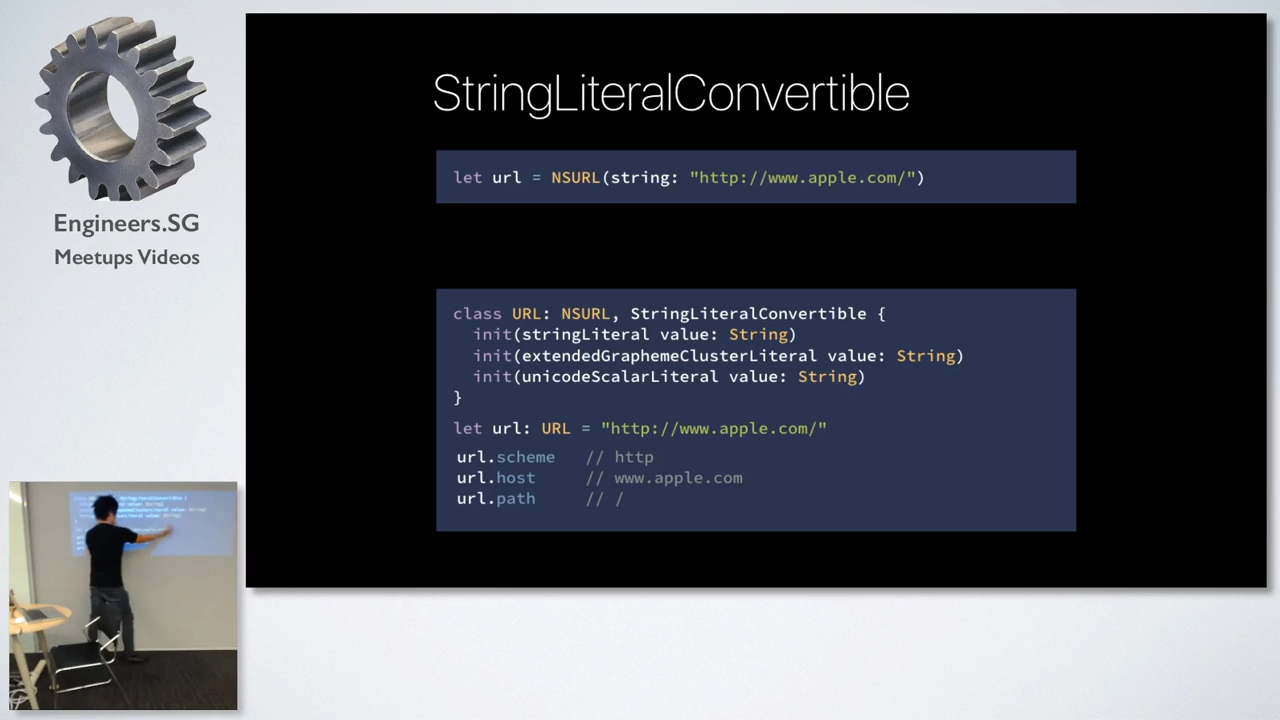 Engineers.SG
Meetups Videos
StringLiteralConvertible
let url = NSURL(string: "http://www.apple.com/")
class URL: NSURL, StringLiteralConvertible {
init(stringLiteral value: String)
init(extendedGraphemeClusterLiteral value: String)
init(unicodeScalarLiteral value: String)
}
let url: URL = "http://www.apple.com/"
url.scheme // http
url.host // www.apple.com
url.path // /